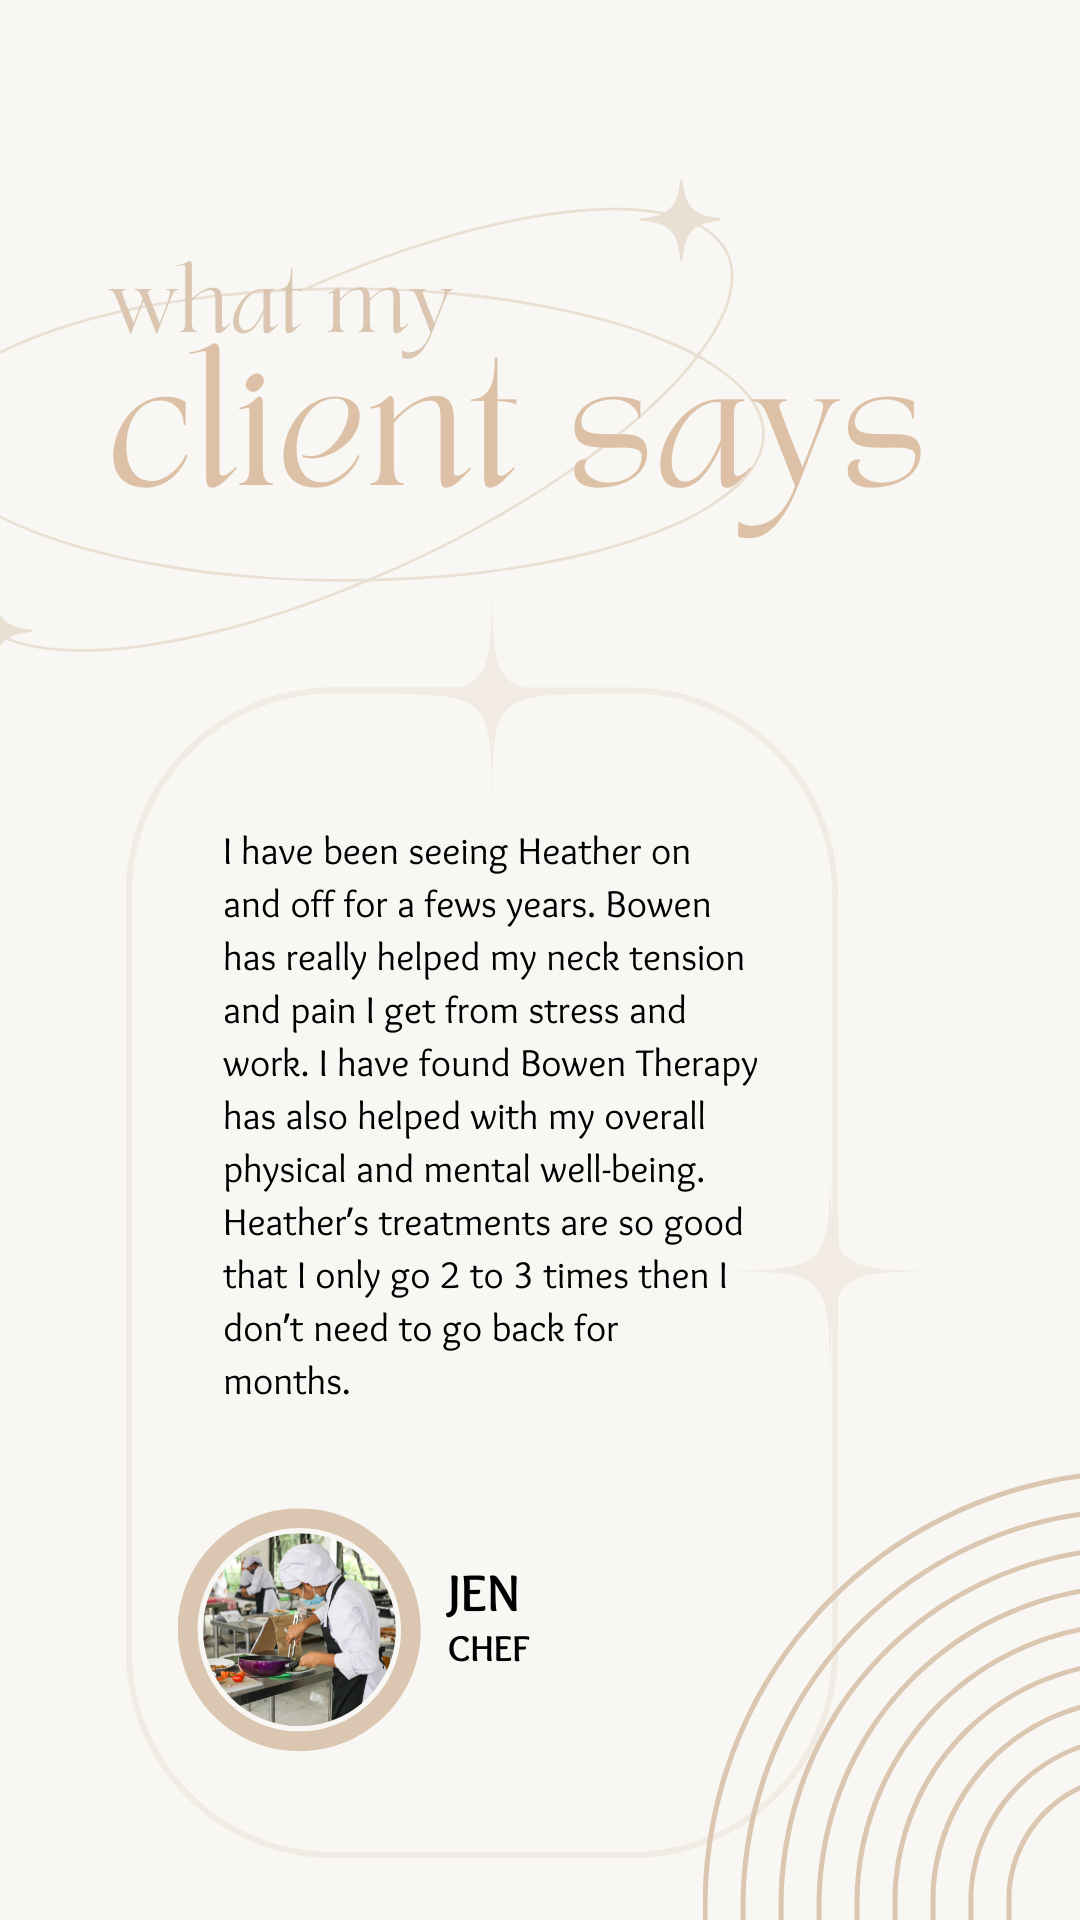 what my
client says
I have been seeing Heather on
and off for a fews years. Bowen
has really helped my neck tension
and pain I get from stress and
work. I have found Bowen Therapy
has also helped with my overall
physical and mental well-being.
Heather’s treatments are so good
that I only go 2 to 3 times then I
don’t need to go back for
months.
JEN
CHEF